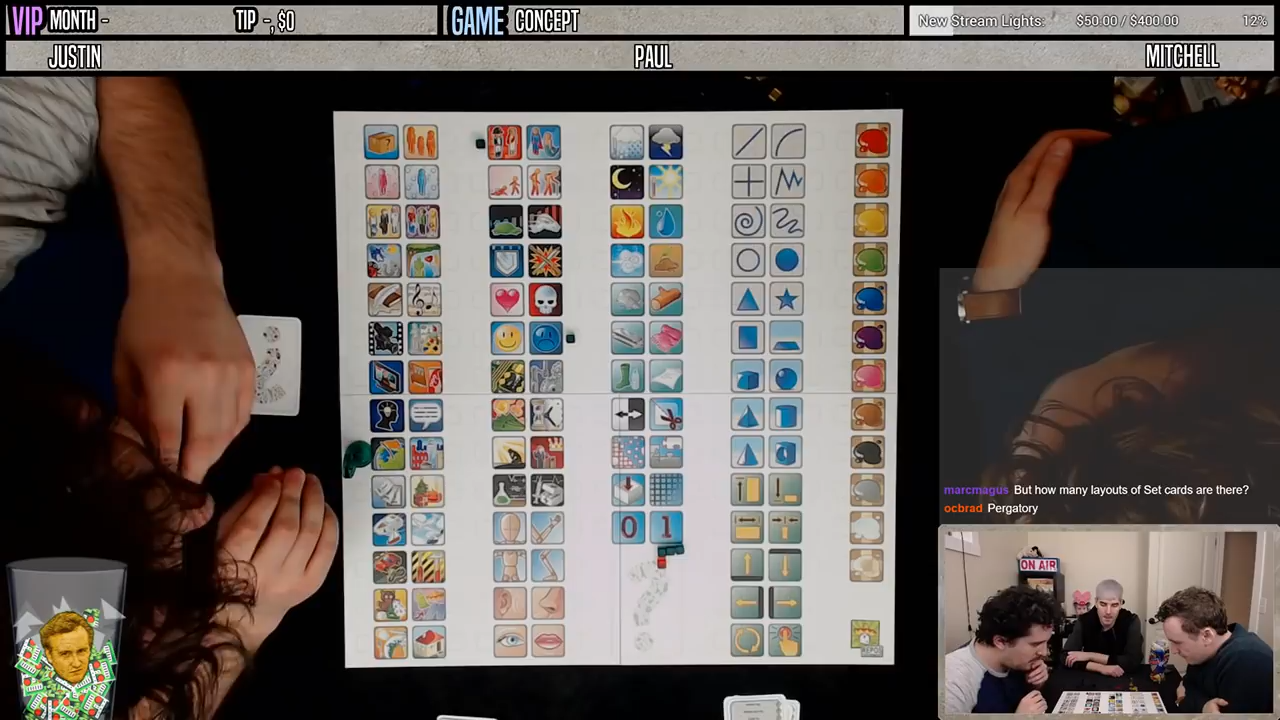 VIP MONTH -
TIP -, $0
GAME CONCEPT
New Stream Lights: $50.00 / $400.00 12%
JUSTIN
PAUL
MITCHELL
0 1
marcmagus But how many layouts of Set cards are there?
ocbrad Pergatory
ON AIR